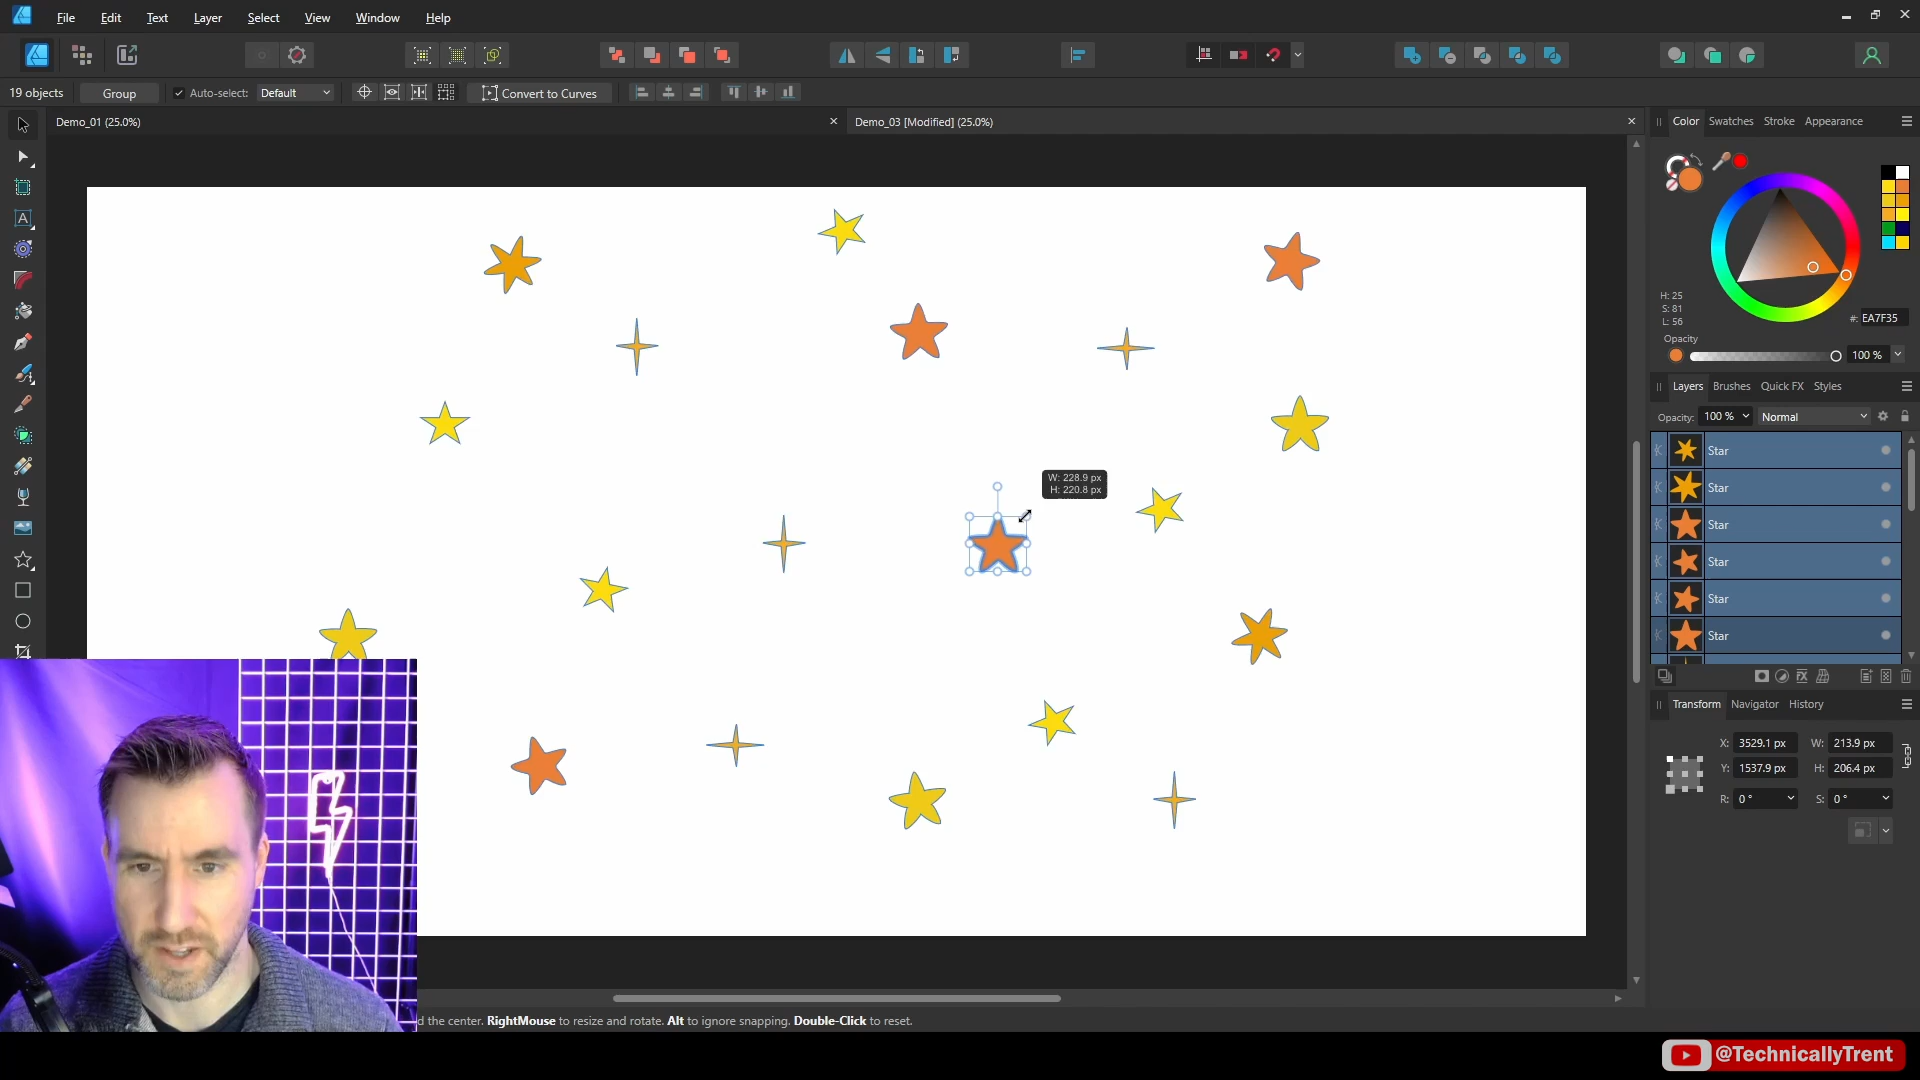 File Edit Text Layer Select View Window Help
19 objects Group Auto-select: Default Convert to Curves
Demo_01 (25.0%)
Demo_03 [Modified] (25.0%)
Color Swatches Stroke Appearance
H: 25
S: 81
L: 56
#: EA7F35
Opacity
100 %
Layers Brushes Quick FX Styles
Opacity: 100 % Normal
Star
Star
Star
Star
Star
Star
W: 228.9 px
H: 220.8 px
Transform Navigator History
X: 3529.1 px W: 213.9 px
Y: 1537.9 px H: 206.4 px
R: 0 ° S: 0 °
d the center. RightMouse to resize and rotate. Alt to ignore snapping. Double-Click to reset.
@TechnicallyTrent